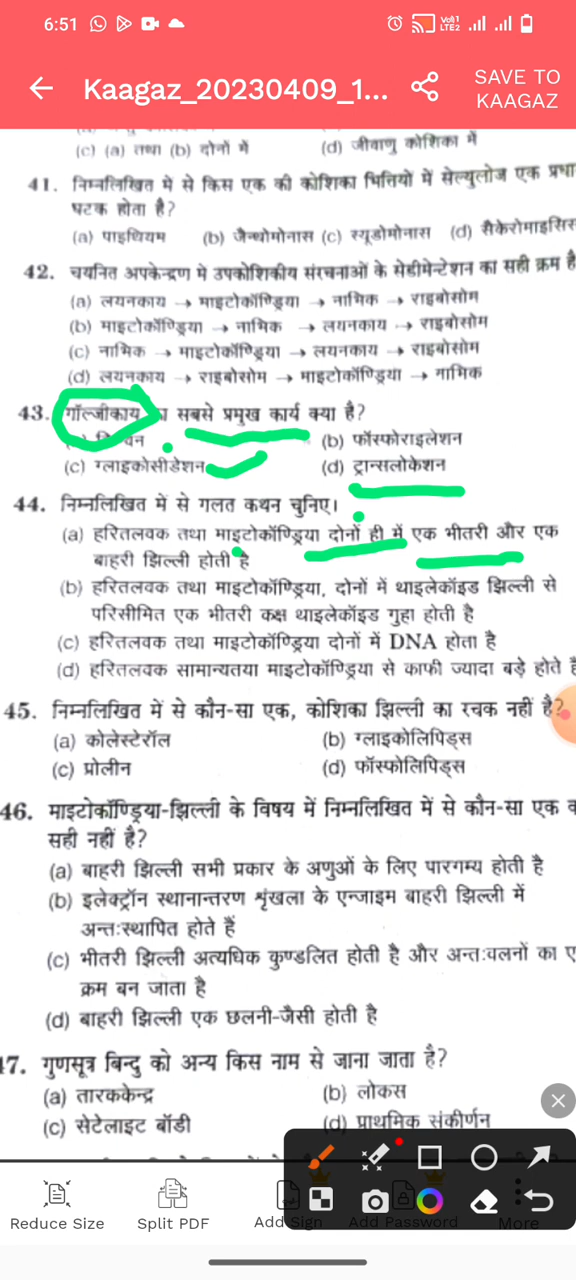 6:51
Vo)) 1
LTE2
Kaagaz_20230409_1...
SAVE TO
KAAGAZ
(c) (a) तथा (b) दोनों में (d) जीवाणु कोशिका में
41. निम्नलिखित में से किस एक की कोशिका भित्तियों में सेल्युलोज एक प्रधा
घटक होता है?
(a) पाइथियम (b) जैन्थोमोनास (c) स्यूडोमोनास (d) सैकेरोमाइसि
42. चयनित अपकेन्द्रण में उपकोशिकीय संरचनाओं के सेडीमेन्टेशन का सही क्रम है
(a) लयनकाय → माइटोकॉण्ड्रिया → नाभिक → राइबोसोम
(b) माइटोकॉण्ड्रिया → नाभिक → लयनकाय → राइबोसोम
(c) नाभिक → माइटोकॉण्ड्रिया → लयनकाय → राइबोसोम
(d) लयनकाय → राइबोसोम → माइटोकॉण्ड्रिया → नाभिक
43. गॉल्जीकाय का सबसे प्रमुख कार्य क्या है?
(b) फॉस्फोराइलेशन
(c) ग्लाइकोसीडेशन (d) ट्रान्सलोकेशन
44. निम्नलिखित में से गलत कथन चुनिए।
(a) हरितलवक तथा माइटोकॉण्ड्रिया दोनों ही में एक भीतरी और एक
बाहरी झिल्ली होती है
(b) हरितलवक तथा माइटोकॉण्ड्रिया, दोनों में थाइलेकॉइड झिल्ली से
परिसीमित एक भीतरी कक्ष थाइलेकॉइड गुहा होती है
(c) हरितलवक तथा माइटोकॉण्ड्रिया दोनों में DNA होता है
(d) हरितलवक सामान्यतया माइटोकॉण्ड्रिया से काफी ज्यादा बड़े होते है
45. निम्नलिखित में से कौन-सा एक, कोशिका झिल्ली का रचक नहीं है?
(a) कोलेस्टेरॉल (b) ग्लाइकोलिपिड्स
(c) प्रोलीन (d) फॉस्फोलिपिड्स
46. माइटोकॉण्ड्रिया-झिल्ली के विषय में निम्नलिखित में से कौन-सा एक
सही नहीं है?
(a) बाहरी झिल्ली सभी प्रकार के अणुओं के लिए पारगम्य होती है
(b) इलेक्ट्रॉन स्थानान्तरण शृंखला के एन्जाइम बाहरी झिल्ली में
अन्तःस्थापित होते हैं
(c) भीतरी झिल्ली अत्यधिक कुण्डलित होती है और अन्तःवलनों का ए
क्रम बन जाता है
(d) बाहरी झिल्ली एक छलनी-जैसी होती है
17. गुणसूत्र बिन्दु को अन्य किस नाम से जाना जाता है?
(a) तारककेन्द्र (b) लोकस
(c) सेटेलाइट बॉडी (d) प्राथमिक संकीर्णन
Reduce Size Split PDF Add Sign Add Password More